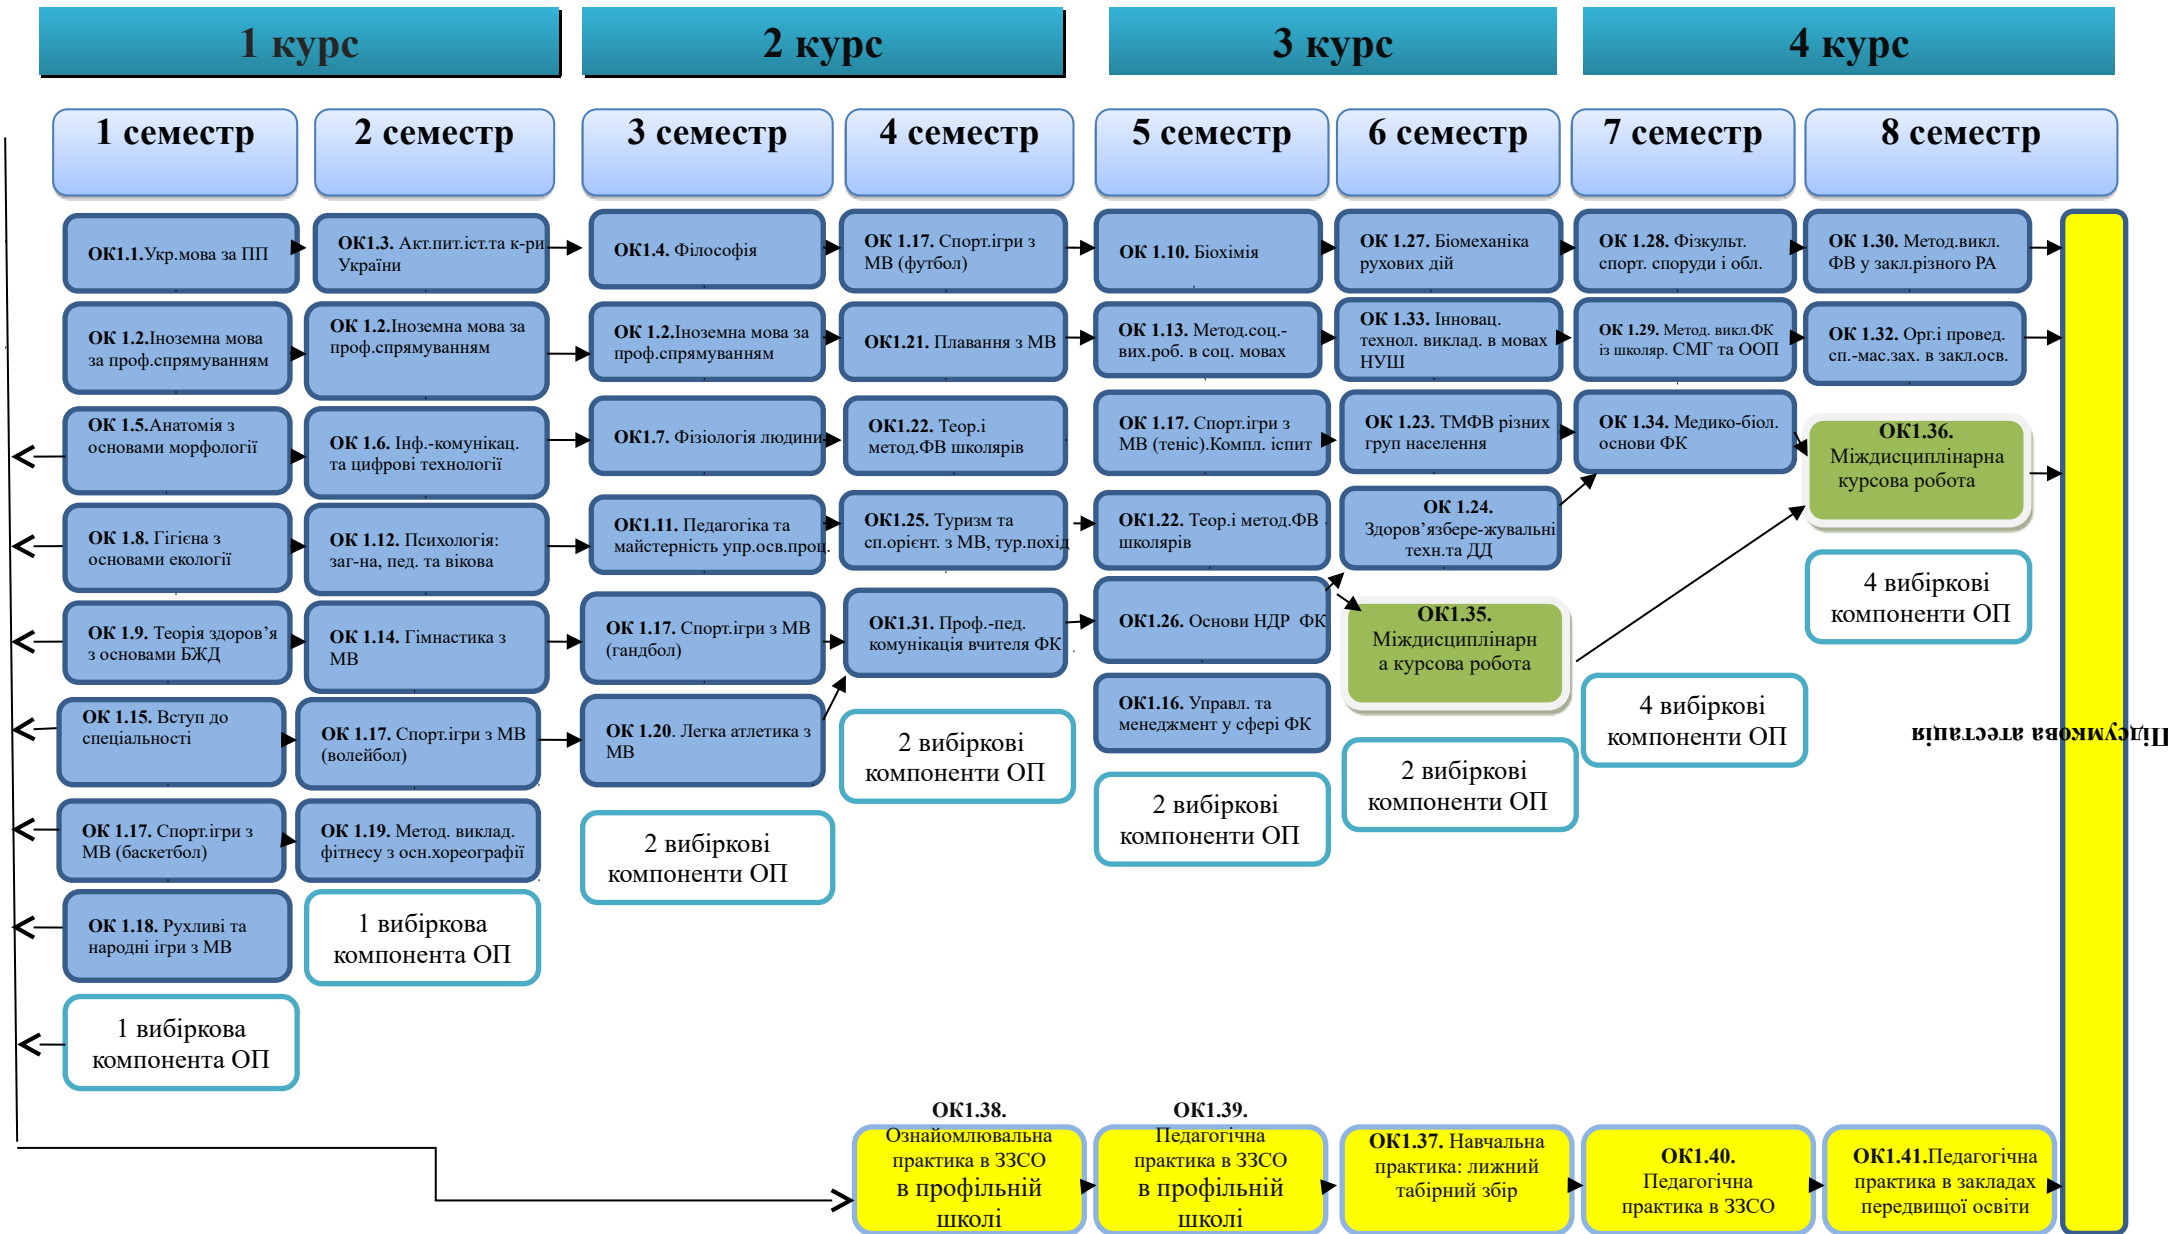 1 курс
2 курс
3 курс
4 курс
1 семестр
2 семестр
3 семестр
4 семестр
5 семестр
6 семестр
7 семестр
8 семестр
ОК1.1.Укр.мова за ПП
ОК 1.2.Іноземна мова
за проф.спрямуванням
ОК 1.5.Анатомія з
основами морфології
ОК 1.8. Гігієна з
основами екології
ОК 1.9. Теорія здоров’я
з основами БЖД
ОК 1.15. Вступ до
спеціальності
ОК 1.17. Спорт.ігри з
МВ (баскетбол)
ОК 1.18. Рухливі та
народні ігри з МВ
1 вибіркова
компонента ОП
ОК1.3. Акт.пит.іст.та к-ри
України
ОК 1.2.Іноземна мова за
проф.спрямуванням
ОК 1.6. Інф.-комунікац.
та цифрові технології
ОК 1.12. Психологія:
заг-на, пед. та вікова
ОК 1.14. Гімнастика з
МВ
ОК 1.17. Спорт.ігри з МВ
(волейбол)
ОК 1.19. Метод. виклад.
фітнесу з осн.хореографії
1 вибіркова
компонента ОП
ОК1.4. Філософія
ОК 1.2.Іноземна мова за
проф.спрямуванням
ОК1.7. Фізіологія людини
ОК1.11. Педагогіка та
майстерність упр.осв.проц.
ОК 1.17. Спорт.ігри з МВ
(гандбол)
ОК 1.20. Легка атлетика з
МВ
2 вибіркові
компоненти ОП
ОК 1.17. Спорт.ігри з
МВ (футбол)
ОК1.21. Плавання з МВ
ОК1.22. Теор.і
метод.ФВ школярів
ОК1.25. Туризм та
сп.орієнт. з МВ, тур.похід
ОК1.31. Проф.-пед.
комунікація вчителя ФК
2 вибіркові
компоненти ОП
ОК 1.10. Біохімія
ОК 1.13. Метод.соц.-
вих.роб. в соц. мовах
ОК 1.17. Спорт.ігри з
МВ (теніс).Компл. іспит
ОК1.22. Теор.і метод.ФВ
школярів
ОК1.26. Основи НДР ФК
ОК1.16. Управл. та
менеджмент у сфері ФК
2 вибіркові
компоненти ОП
ОК 1.27. Біомеханіка
рухових дій
ОК 1.33. Інновац.
технол. виклад. в мовах
НУШ
ОК 1.23. ТМФВ різних
груп населення
ОК 1.24.
Здоров’язбере-жувальні
техн.та ДД
ОК1.35.
Міждисциплінарн
а курсова робота
2 вибіркові
компоненти ОП
ОК 1.28. Фізкульт.
спорт. споруди і обл.
ОК 1.29. Метод. викл.ФК
із школяр. СМГ та ООП
ОК 1.34. Медико-біол.
основи ФК
4 вибіркові
компоненти ОП
ОК 1.30. Метод.викл.
ФВ у закл.різного РА
ОК 1.32. Орг.і провед.
сп.-мас.зах. в закл.осв.
ОК1.36.
Міждисциплінарна
курсова робота
4 вибіркові
компоненти ОП
Підсумкова атестація
ОК1.38.
Ознайомлювальна
практика в ЗЗСО
в профільній
школі
ОК1.39.
Педагогічна
практика в ЗЗСО
в профільній
школі
ОК1.37. Навчальна
практика: лижний
табірний збір
ОК1.40.
Педагогічна
практика в ЗЗСО
ОК1.41.Педагогічна
практика в закладах
передвищої освіти